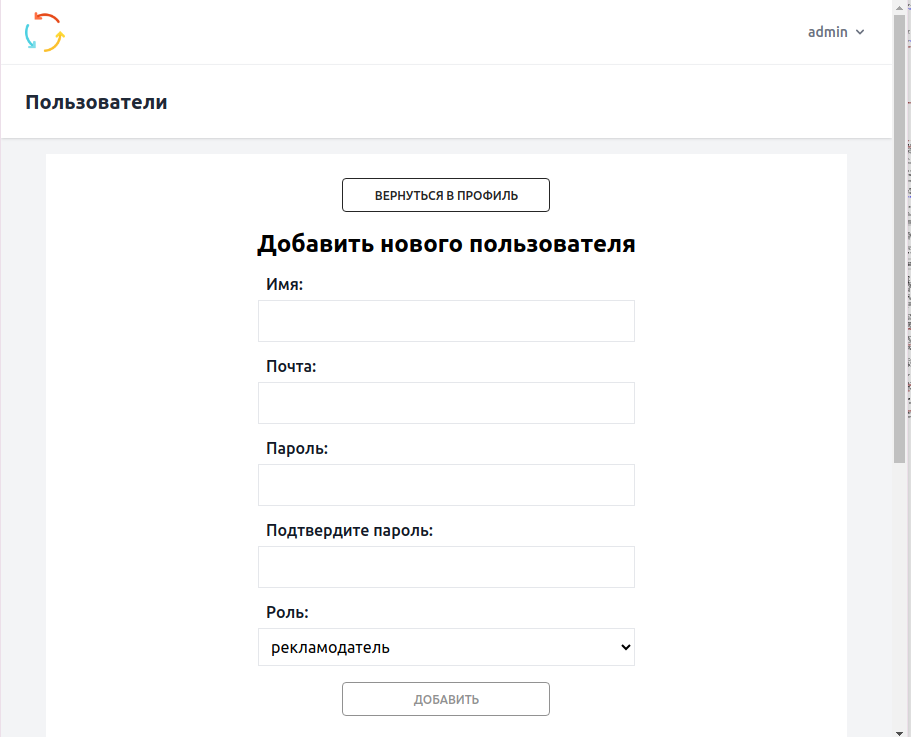 admin
Пользователи
ВЕРНУТЬСЯ В ПРОФИЛЬ
Добавить нового пользователя
Имя:
Почта:
Пароль:
Подтвердите пароль:
Роль:
рекламодатель
ДОБАВИТЬ